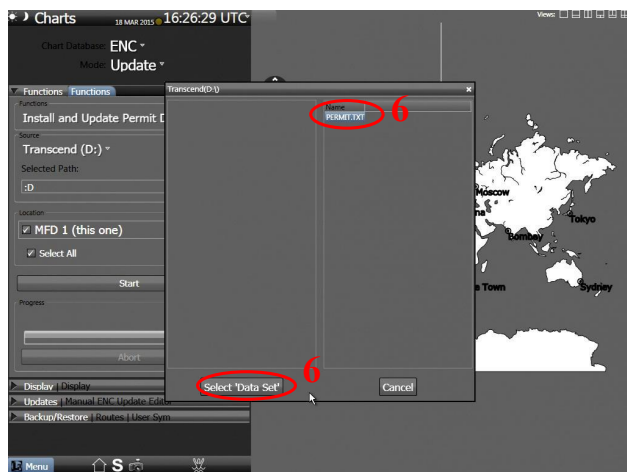 Charts
18 MAR 2015 16:26:29 UTC
Views:
Chart Database: ENC
Mode: Update
Functions Functions
Functions
Install and Update Permit
Source
Transcend (D:)
Selected Path:
:D
Location
MFD 1 (this one)
Select All
Start
Progress
Abort
Display | Display
Updates | Manual ENC Update Editor
Backup/Restore | Routes | User Sym
Menu
S
Transcend(D:\)
x
Name
PERMIT.TXT
6
6
Select 'Data Set'
Cancel
Moscow
Tokyo
Bombay
Town
Sydney